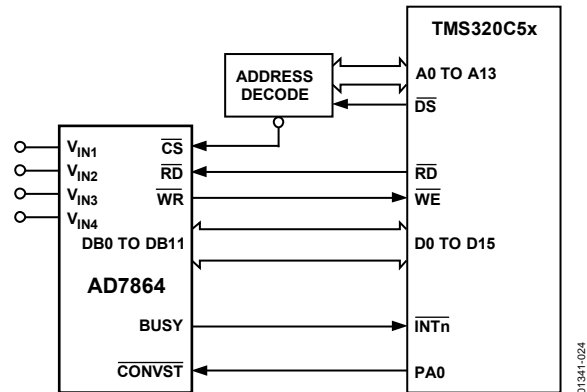 TMS320C5x
ADDRESS
DECODE
A0 TO A13
DS
VIN1
CS
VIN2
RD
RD
VIN3
WR
WE
VIN4
DB0 TO DB11
D0 TO D15
AD7864
BUSY
INTn
CONVST
PA0
01341-024